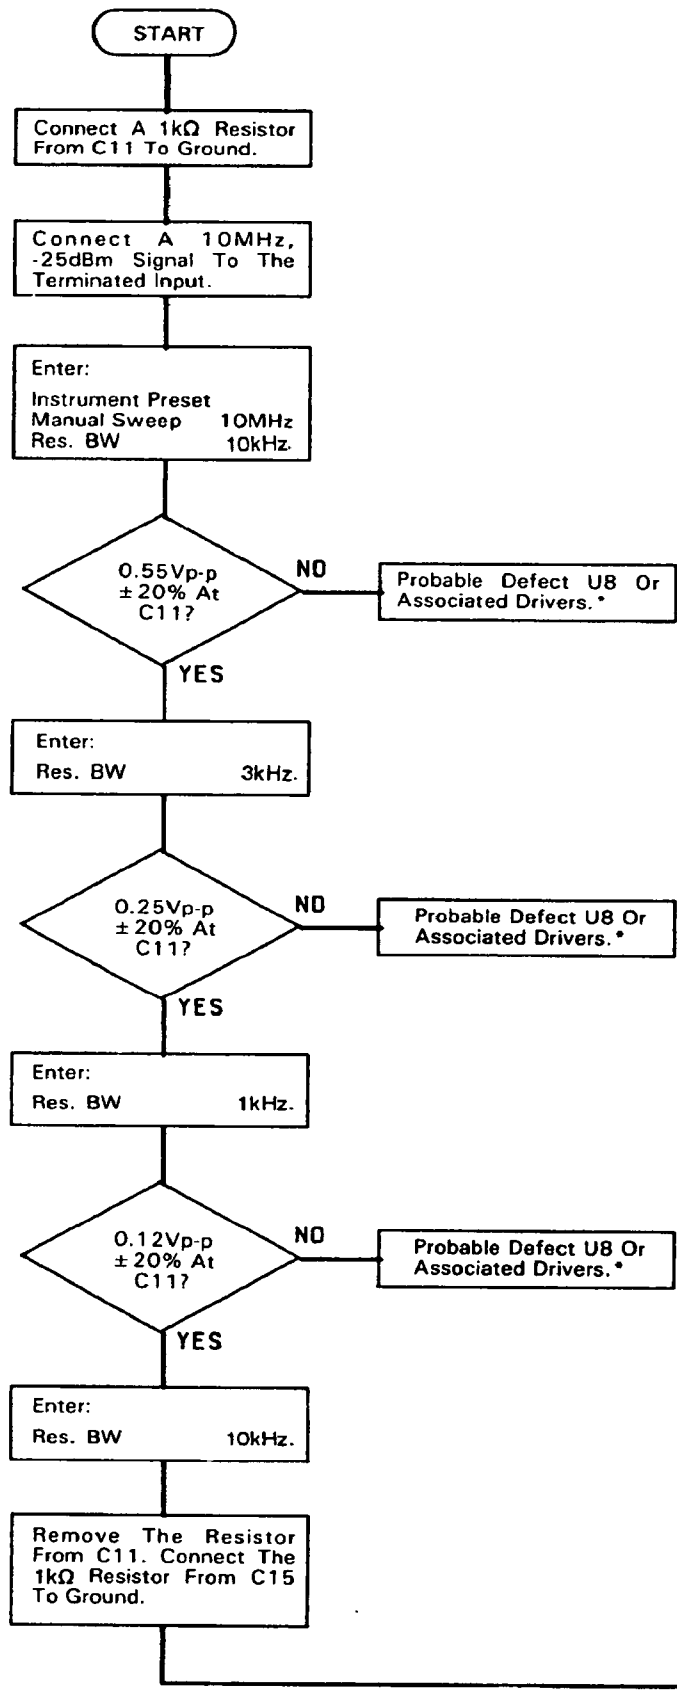 START
Connect A 1kΩ Resistor
From C11 To Ground.
Connect A 10MHz,
-25dBm Signal To The
Terminated Input.
Enter:
Instrument Preset
Manual Sweep 10MHz
Res. BW 10kHz.
0.55Vp-p
±20% At
C11?
NO
Probable Defect U8 Or
Associated Drivers.*
YES
Enter:
Res. BW 3kHz.
0.25Vp-p
±20% At
C11?
NO
Probable Defect U8 Or
Associated Drivers.*
YES
Enter:
Res. BW 1kHz.
0.12Vp-p
±20% At
C11?
NO
Probable Defect U8 Or
Associated Drivers.*
YES
Enter:
Res. BW 10kHz.
Remove The Resistor
From C11. Connect The
1kΩ Resistor From C15
To Ground.